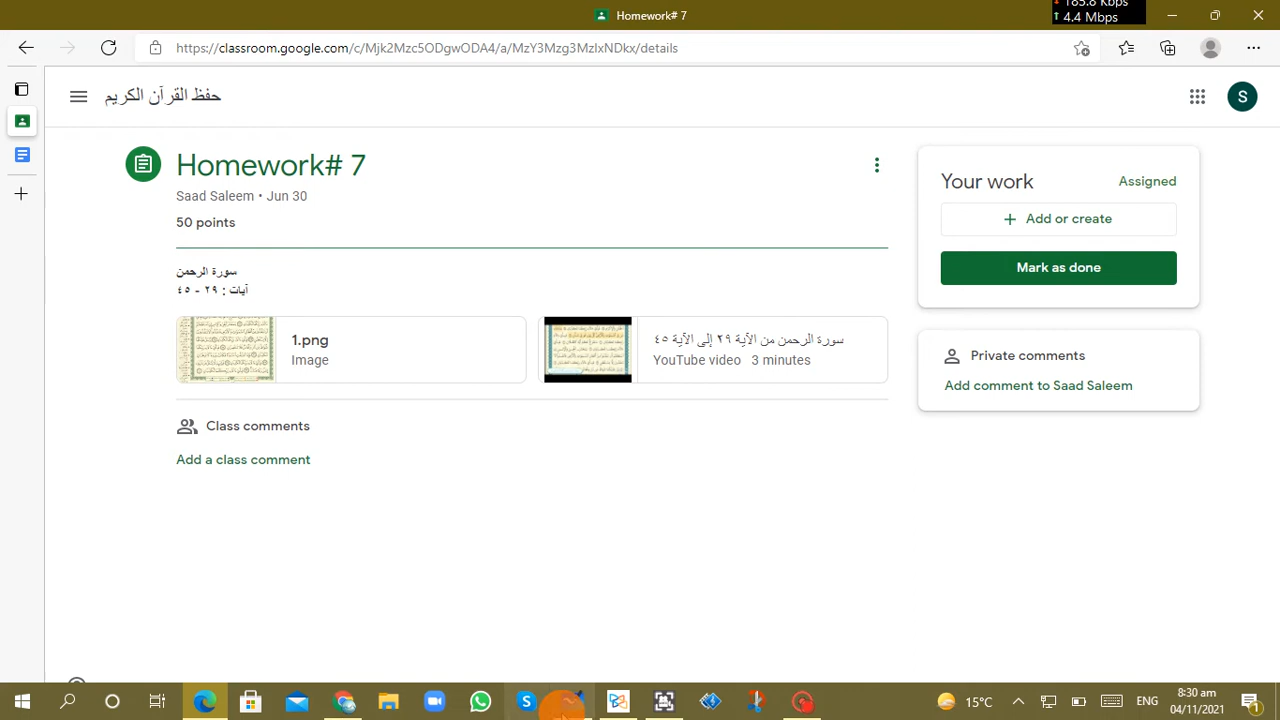 Homework# 7
185.8 Kbps
4.4 Mbps
https://classroom.google.com/c/Mjk2Mzc5ODgwODA4/a/MzY3Mzg3MzIxNDkx/details
حفظ القرآن الكريم
S
Homework# 7
Saad Saleem • Jun 30
50 points
سورة الرحمن
آيات : ٢٩ - ٤٥
1.png
Image
سورة الرحمن من الآية ٢٩ إلى الآية ٤٥
YouTube video 3 minutes
Class comments
Add a class comment
Your work
Assigned
+ Add or create
Mark as done
Private comments
Add comment to Saad Saleem
15°C
ENG
8:30 am
04/11/2021
1